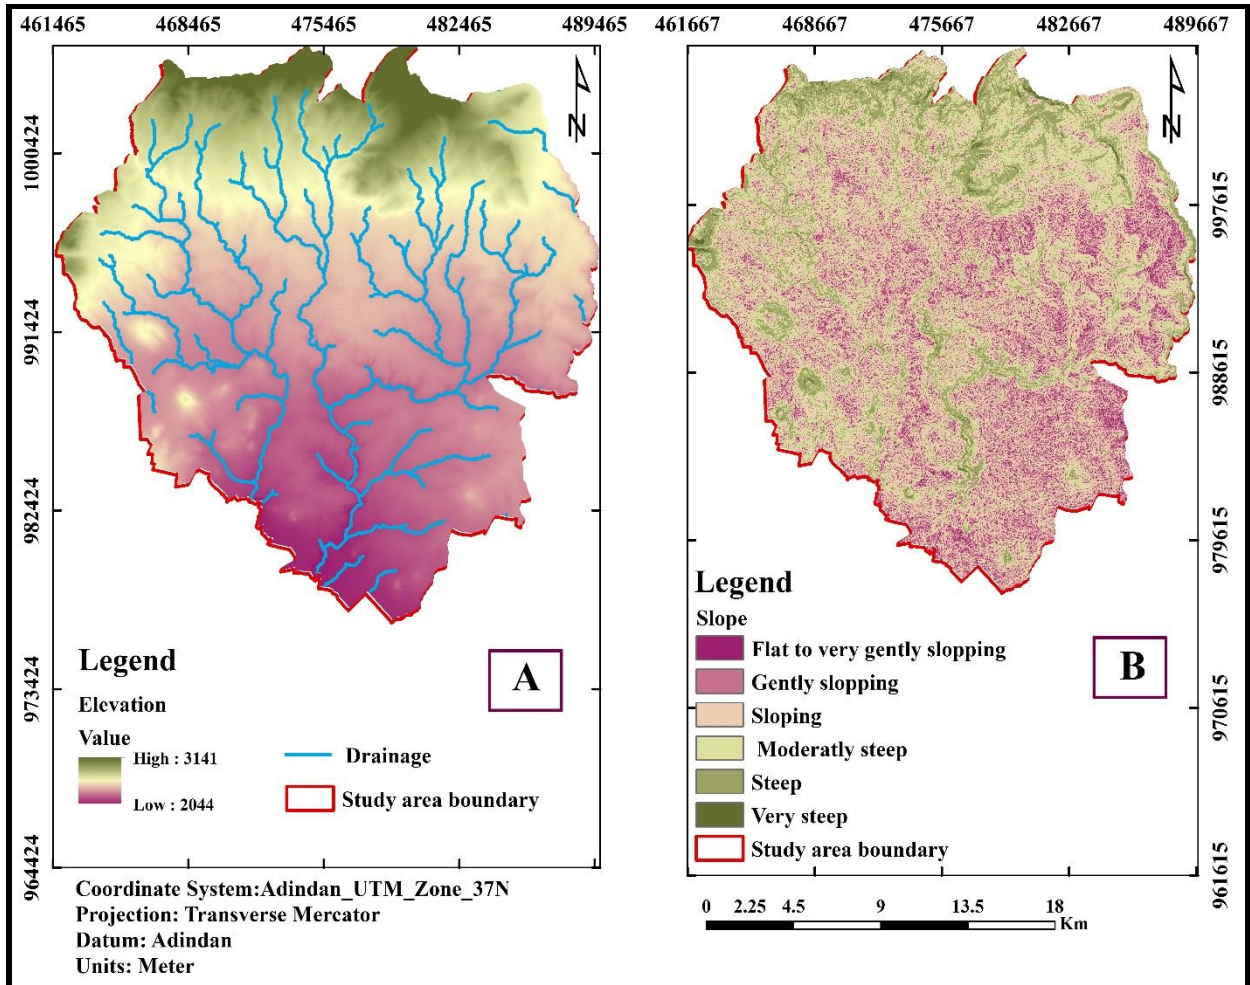 461465 468465 475465 482465 489465
461667 468667 475667 482667 489667
1000424
991424
982424
973424
964424
997615
988615
979615
970615
961615
N
N
Legend
Elevation
Value
High : 3141
Low : 2044
Drainage
Study area boundary
A
Coordinate System:Adindan_UTM_Zone_37N
Projection: Transverse Mercator
Datum: Adindan
Units: Meter
Legend
Slope
Flat to very gently slopping
Gently slopping
Sloping
Moderatly steep
Steep
Very steep
Study area boundary
B
0 2.25 4.5 9 13.5 18
Km